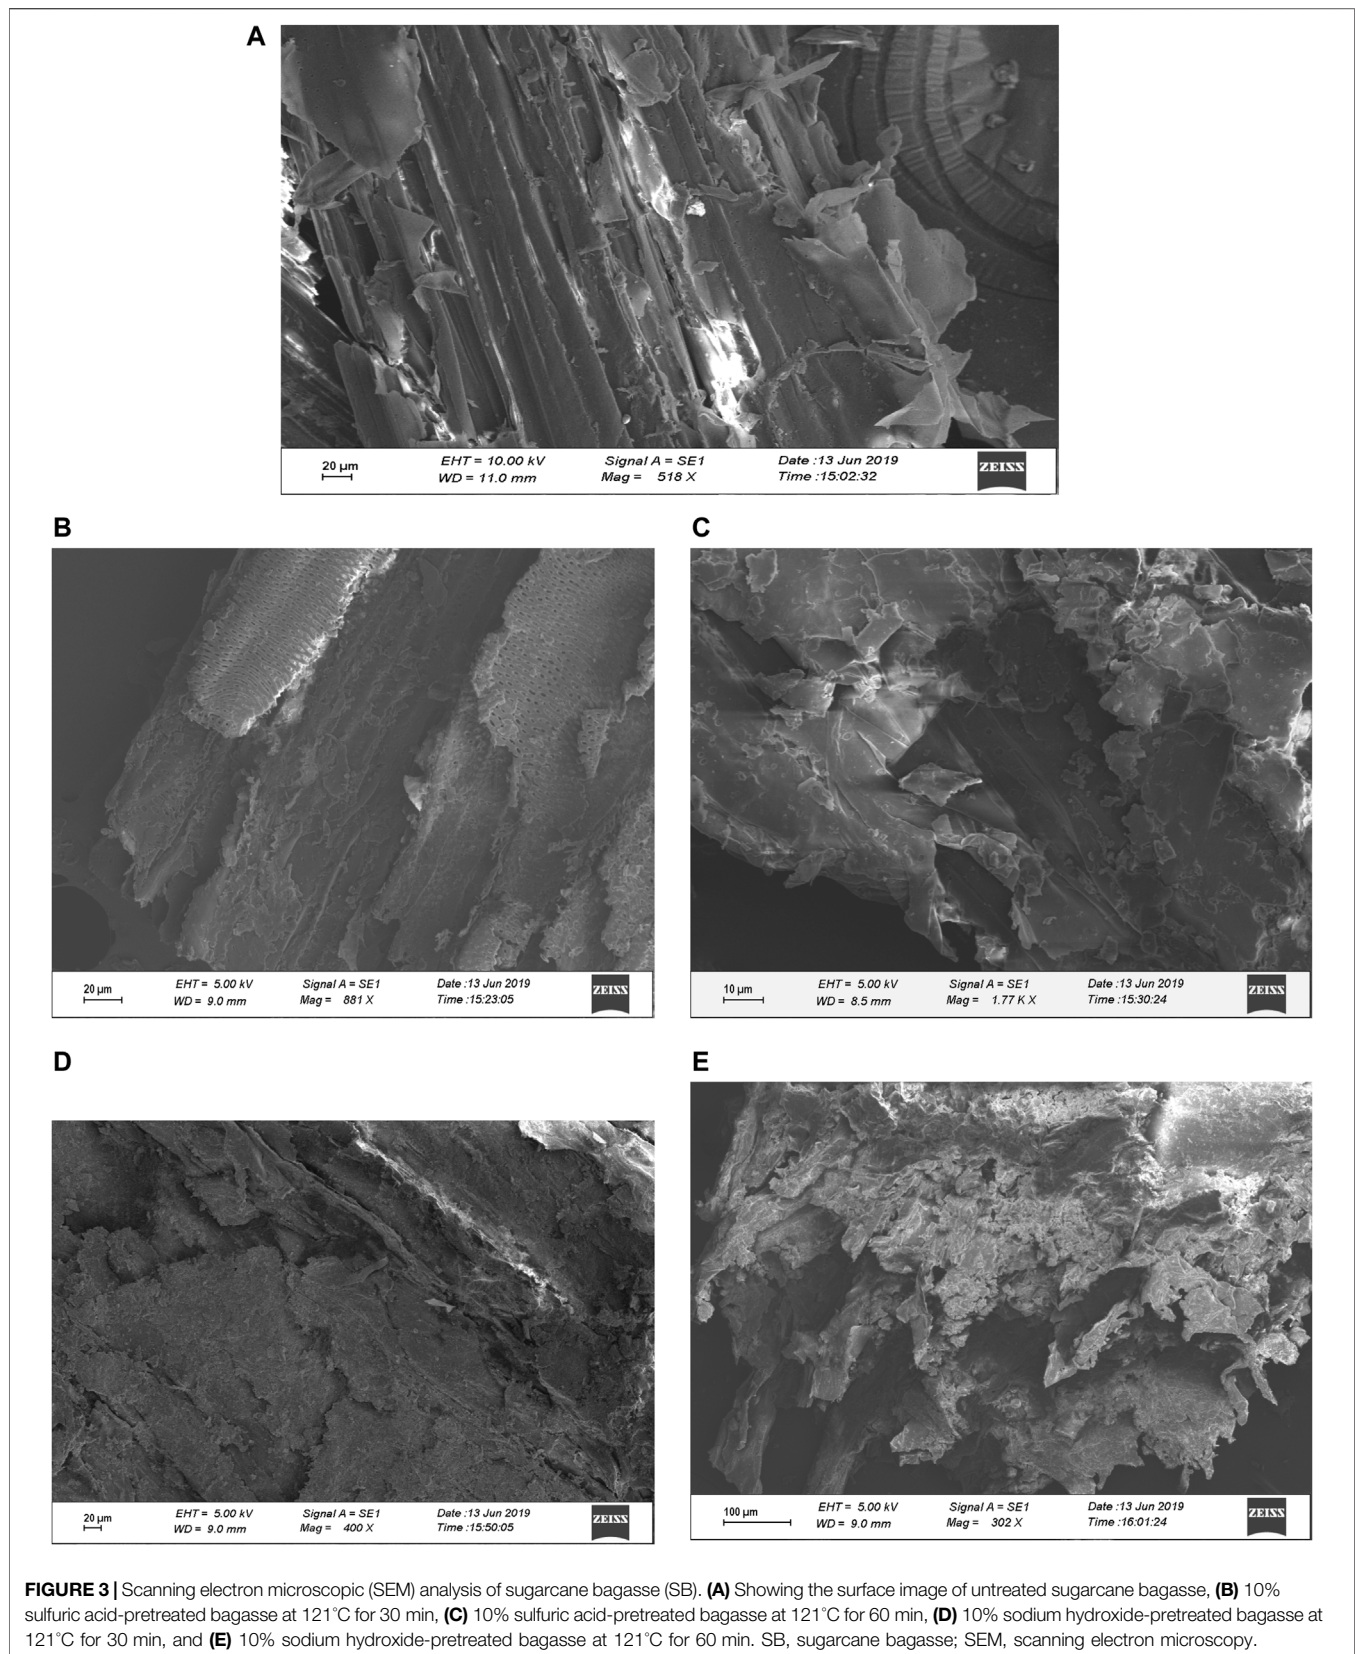 A
20 µm
EHT = 10.00 kV
WD = 11.0 mm
Signal A = SE1
Mag = 518 X
Date :13 Jun 2019
Time :15:02:32
ZEISS
B
20 µm
EHT = 5.00 kV
WD = 9.0 mm
Signal A = SE1
Mag = 881 X
Date :13 Jun 2019
Time :15:23:05
ZEISS
C
10 µm
EHT = 5.00 kV
WD = 8.5 mm
Signal A = SE1
Mag = 1.77 K X
Date :13 Jun 2019
Time :15:30:24
ZEISS
D
20 µm
EHT = 5.00 kV
WD = 9.0 mm
Signal A = SE1
Mag = 400 X
Date :13 Jun 2019
Time :15:50:05
ZEISS
E
100 µm
EHT = 5.00 kV
WD = 9.0 mm
Signal A = SE1
Mag = 302 X
Date :13 Jun 2019
Time :16:01:24
ZEISS
FIGURE 3 | Scanning electron microscopic (SEM) analysis of sugarcane bagasse (SB). (A) Showing the surface image of untreated sugarcane bagasse, (B) 10%
sulfuric acid-pretreated bagasse at 121°C for 30 min, (C) 10% sulfuric acid-pretreated bagasse at 121°C for 60 min, (D) 10% sodium hydroxide-pretreated bagasse at
121°C for 30 min, and (E) 10% sodium hydroxide-pretreated bagasse at 121°C for 60 min. SB, sugarcane bagasse; SEM, scanning electron microscopy.